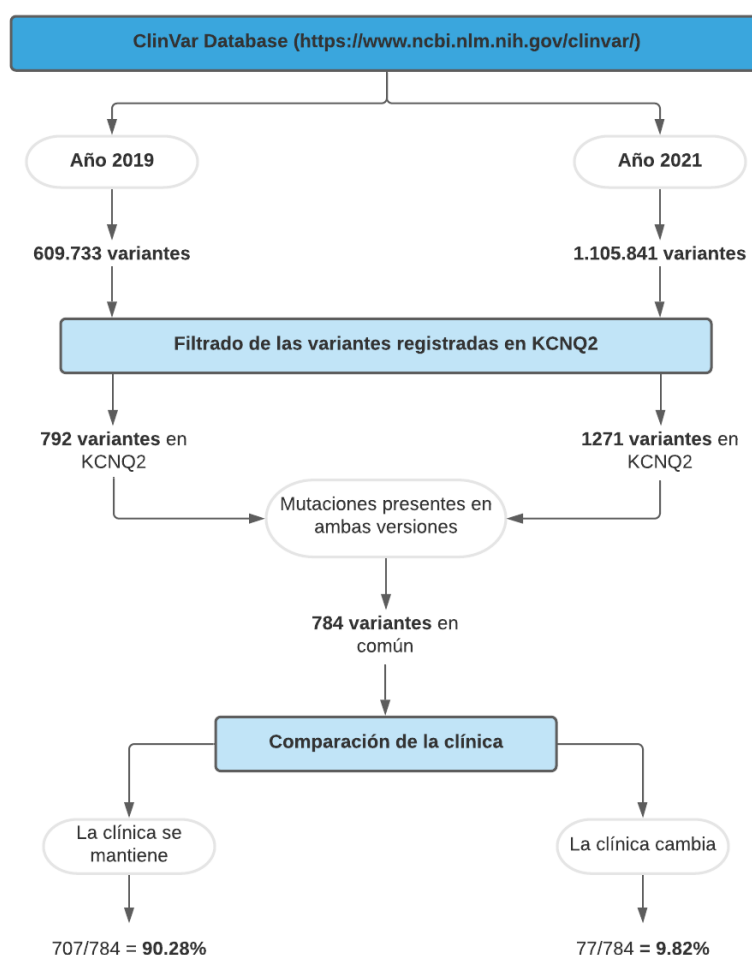 ClinVar Database (https://www.ncbi.nlm.nih.gov/clinvar/)
Año 2019
Año 2021
609.733 variantes
1.105.841 variantes
Filtrado de las variantes registradas en KCNQ2
792 variantes en
KCNQ2
1271 variantes en
KCNQ2
Mutaciones presentes en
ambas versiones
784 variantes en
común
Comparación de la clínica
La clínica se
mantiene
La clínica cambia
707/784 = 90.28%
77/784 = 9.82%